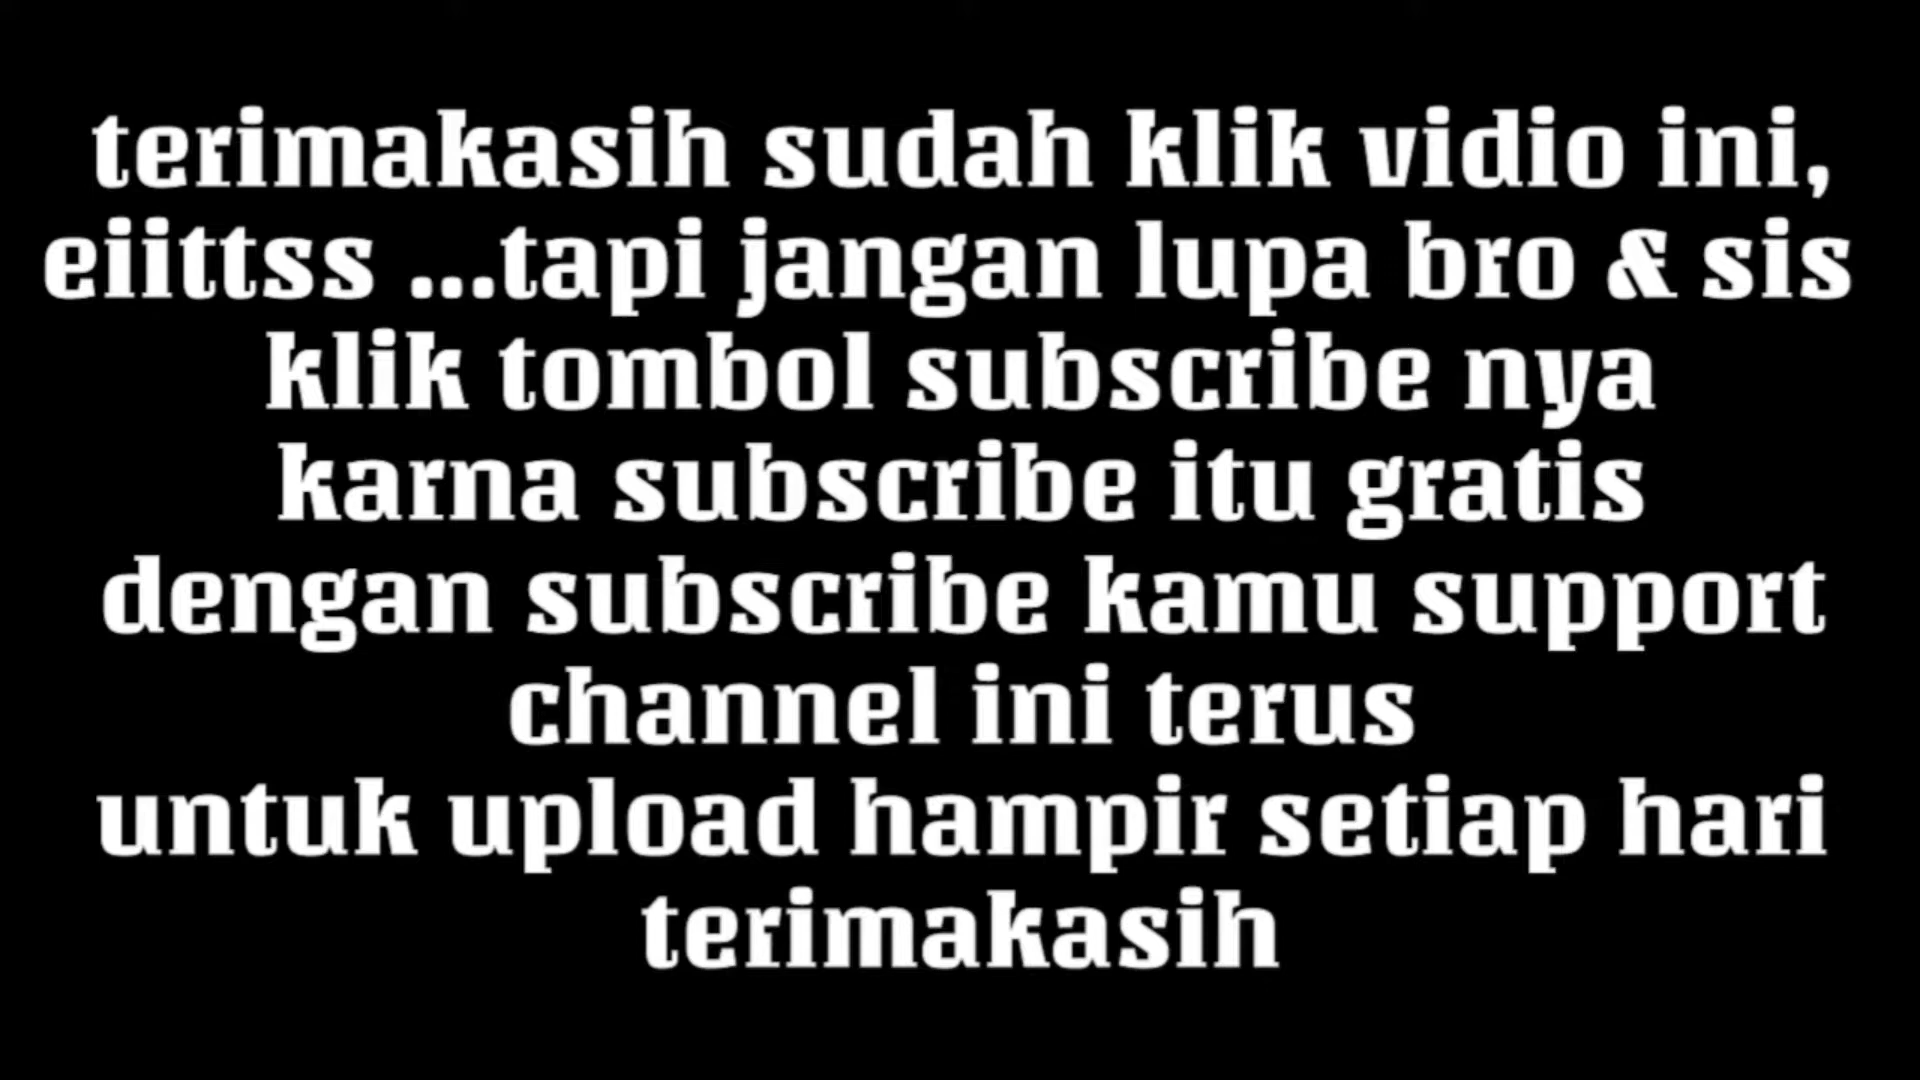 terimakasih sudah klik vidio ini,
eiittss ...tapi jangan lupa bro & sis
klik tombol subscribe nya
karna subscribe itu gratis
dengan subscribe kamu support
channel ini terus
untuk upload hampir setiap hari
terimakasih